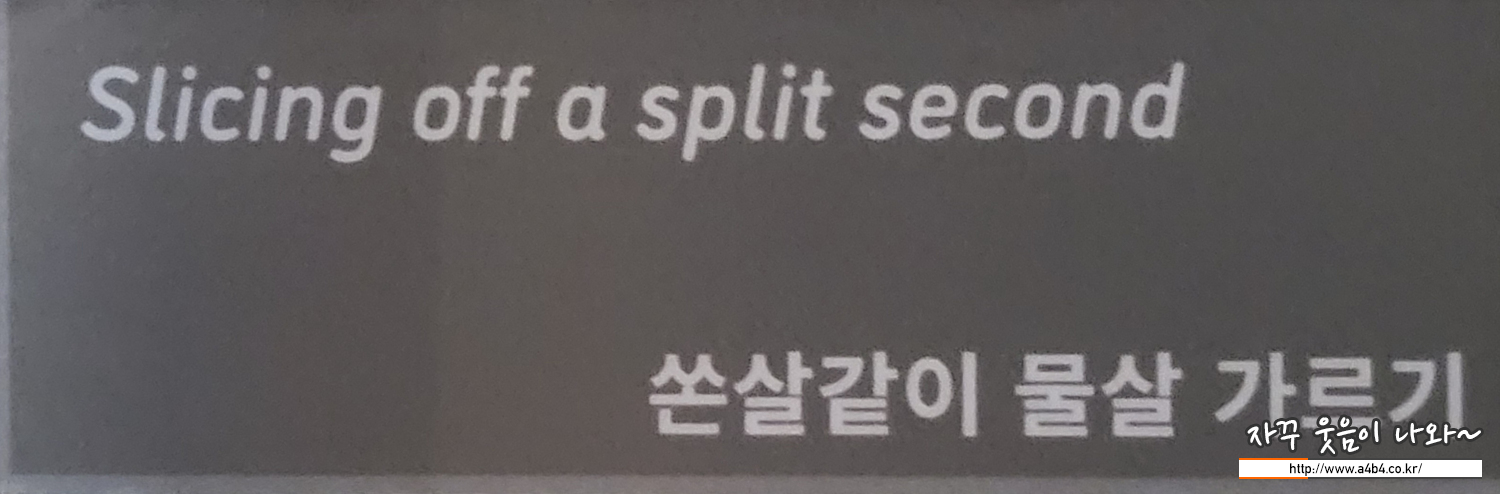 Slicing off a split second
쏜살같이 물살 가르기
자꾸 웃음이 나와~
http://www.a4b4.co.kr/